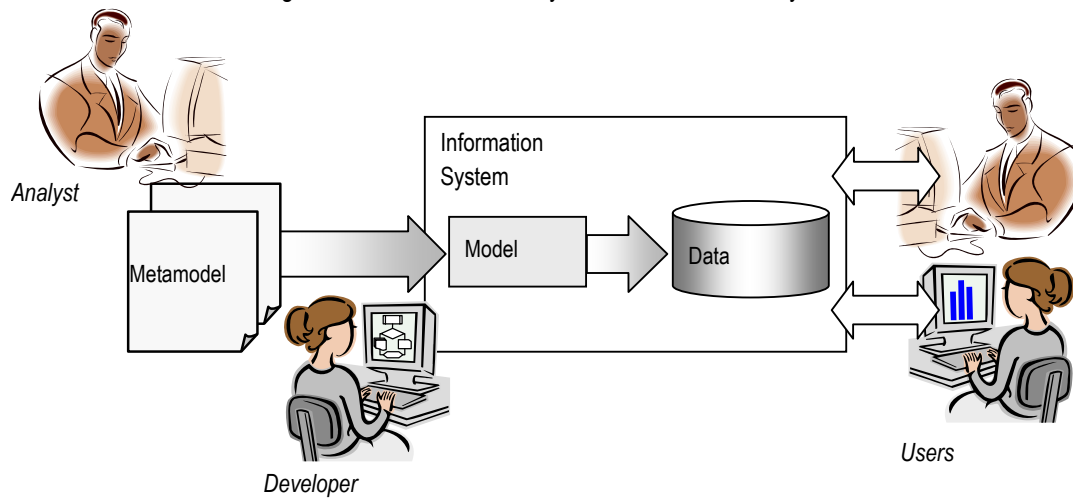 Information
System
Analyst
Metamodel
Model
Data
Users
Developer